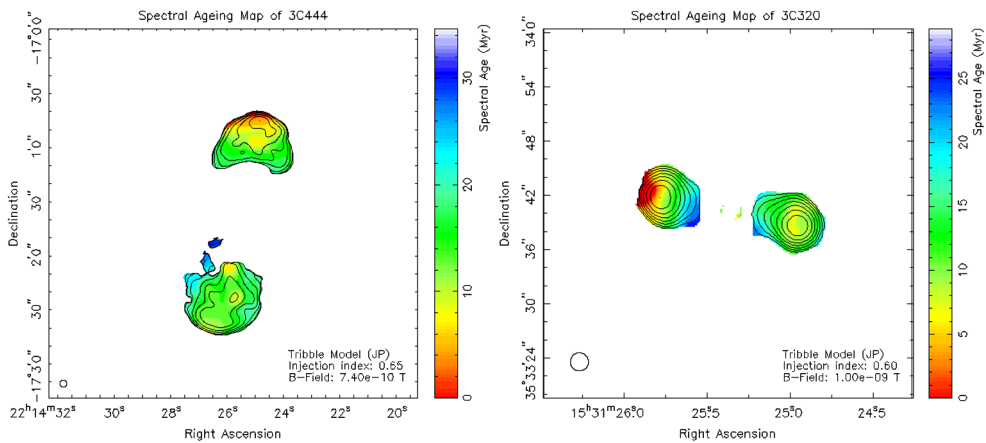 Spectral Ageing Map of 3C444
−17°0'0"
30"
1'0"
30"
2'0"
30"
−17°3'0"
Declination
22ʰ14ᵐ32ˢ 30ˢ 28ˢ 26ˢ 24ˢ 22ˢ 20ˢ
Right Ascension
Tribble Model (JP)
Injection index: 0.65
B-Field: 7.40e-10 T
0 10 20 30
Spectral Age (Myr)
Spectral Ageing Map of 3C320
34'0"
54"
48"
42"
36"
30"
35°33'24"
Declination
15ʰ31ᵐ26.0ˢ 25.5 25.0 24.5
Right Ascension
Tribble Model (JP)
Injection index: 0.60
B-Field: 1.00e-09 T
0 5 10 15 20 25
Spectral Age (Myr)